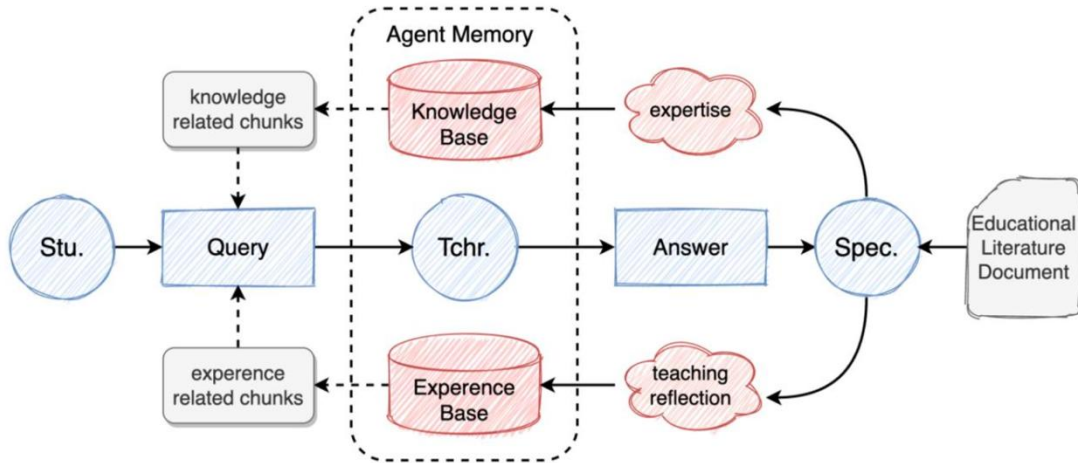 Agent Memory
knowledge
related chunks
Knowledge
Base
expertise
Stu.
Query
Tchr.
Answer
Spec.
Educational
Literature
Document
experence
related chunks
Experence
Base
teaching
reflection